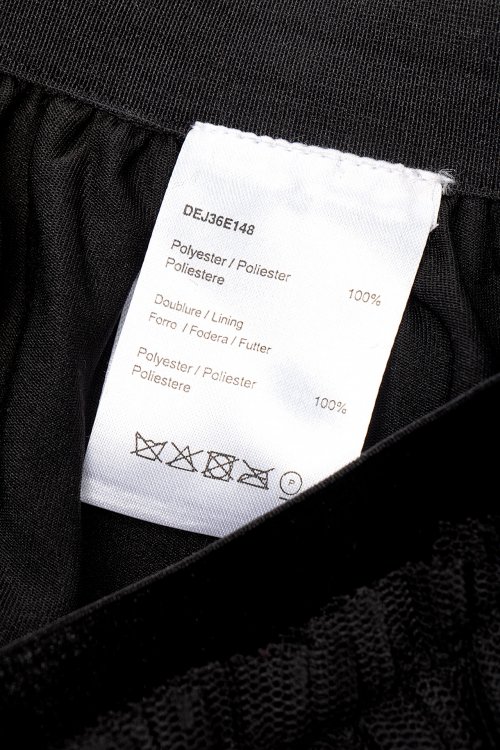 DEJ36E148
Polyester / Poliester
Poliestere 100%
Doublure / Lining
Forro / Fodera / Futter
Polyester / Poliester
Poliestere 100%
P